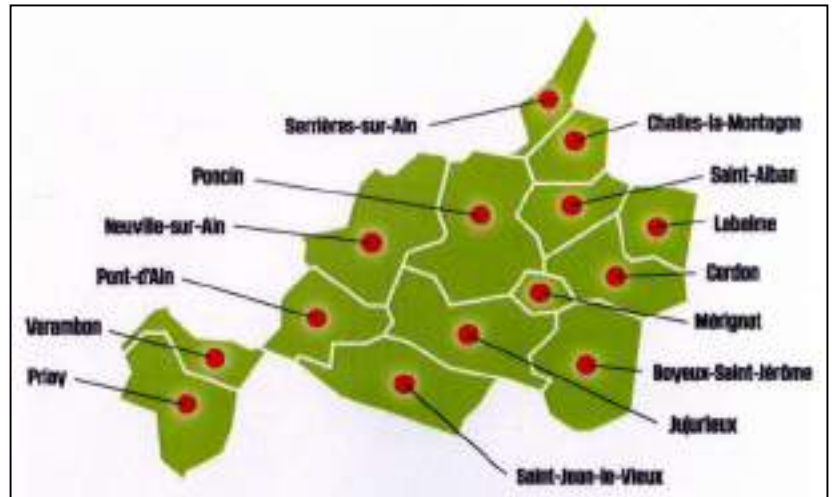 Serrières-sur-Ain
Challes-la-Montagne
Poncin
Saint-Alban
Neuville-sur-Ain
Labalme
Pont-d'Ain
Cerdon
Varambon
Mérignat
Priay
Boyeux-Saint-Jérôme
Jujurieux
Saint-Jean-le-Vieux